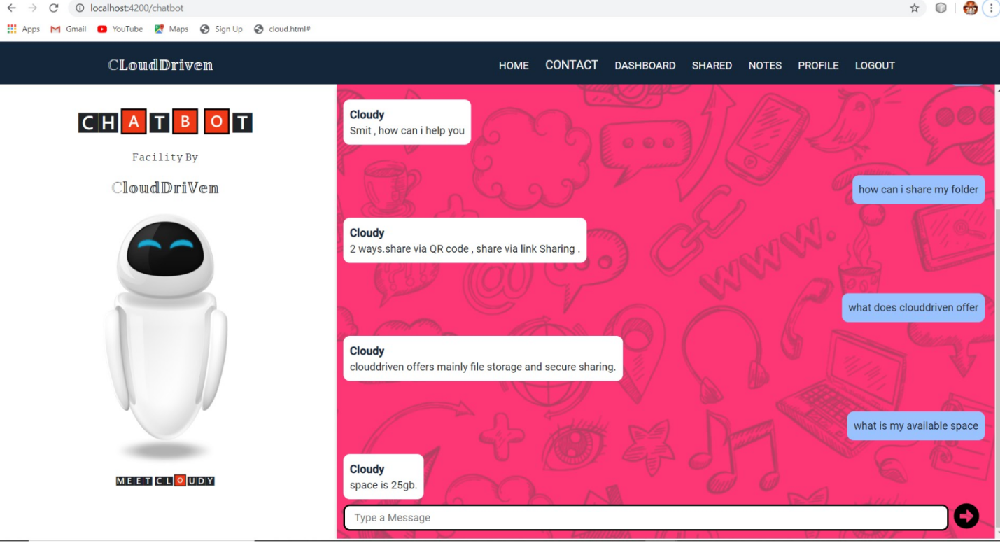 localhost:4200/chatbot
Apps Gmail YouTube Maps Sign Up cloud.html#
CLoudDriven HOME CONTACT DASHBOARD SHARED NOTES PROFILE LOGOUT
CHATBOT
Facility By
CloudDriVen
MEET CLOUDY
Cloudy
Smit , how can i help you
how can i share my folder
Cloudy
2 ways.share via QR code , share via link Sharing .
what does clouddriven offer
Cloudy
clouddriven offers mainly file storage and secure sharing.
what is my available space
Cloudy
space is 25gb.
Type a Message
WWW.
@